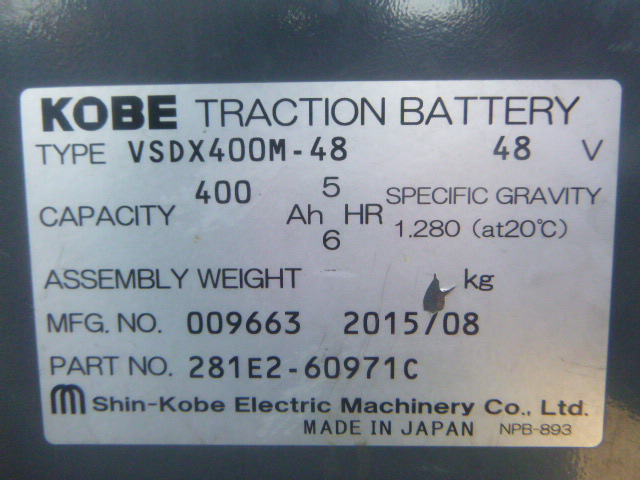 KOBE TRACTION BATTERY
TYPE VSDX400M-48 48 V
CAPACITY 400 Ah 5 HR SPECIFIC GRAVITY
6 1.280 (at20℃)
ASSEMBLY WEIGHT kg
MFG. NO. 009663 2015/08
PART NO. 281E2-60971C
Shin-Kobe Electric Machinery Co., Ltd.
MADE IN JAPAN NPB-893